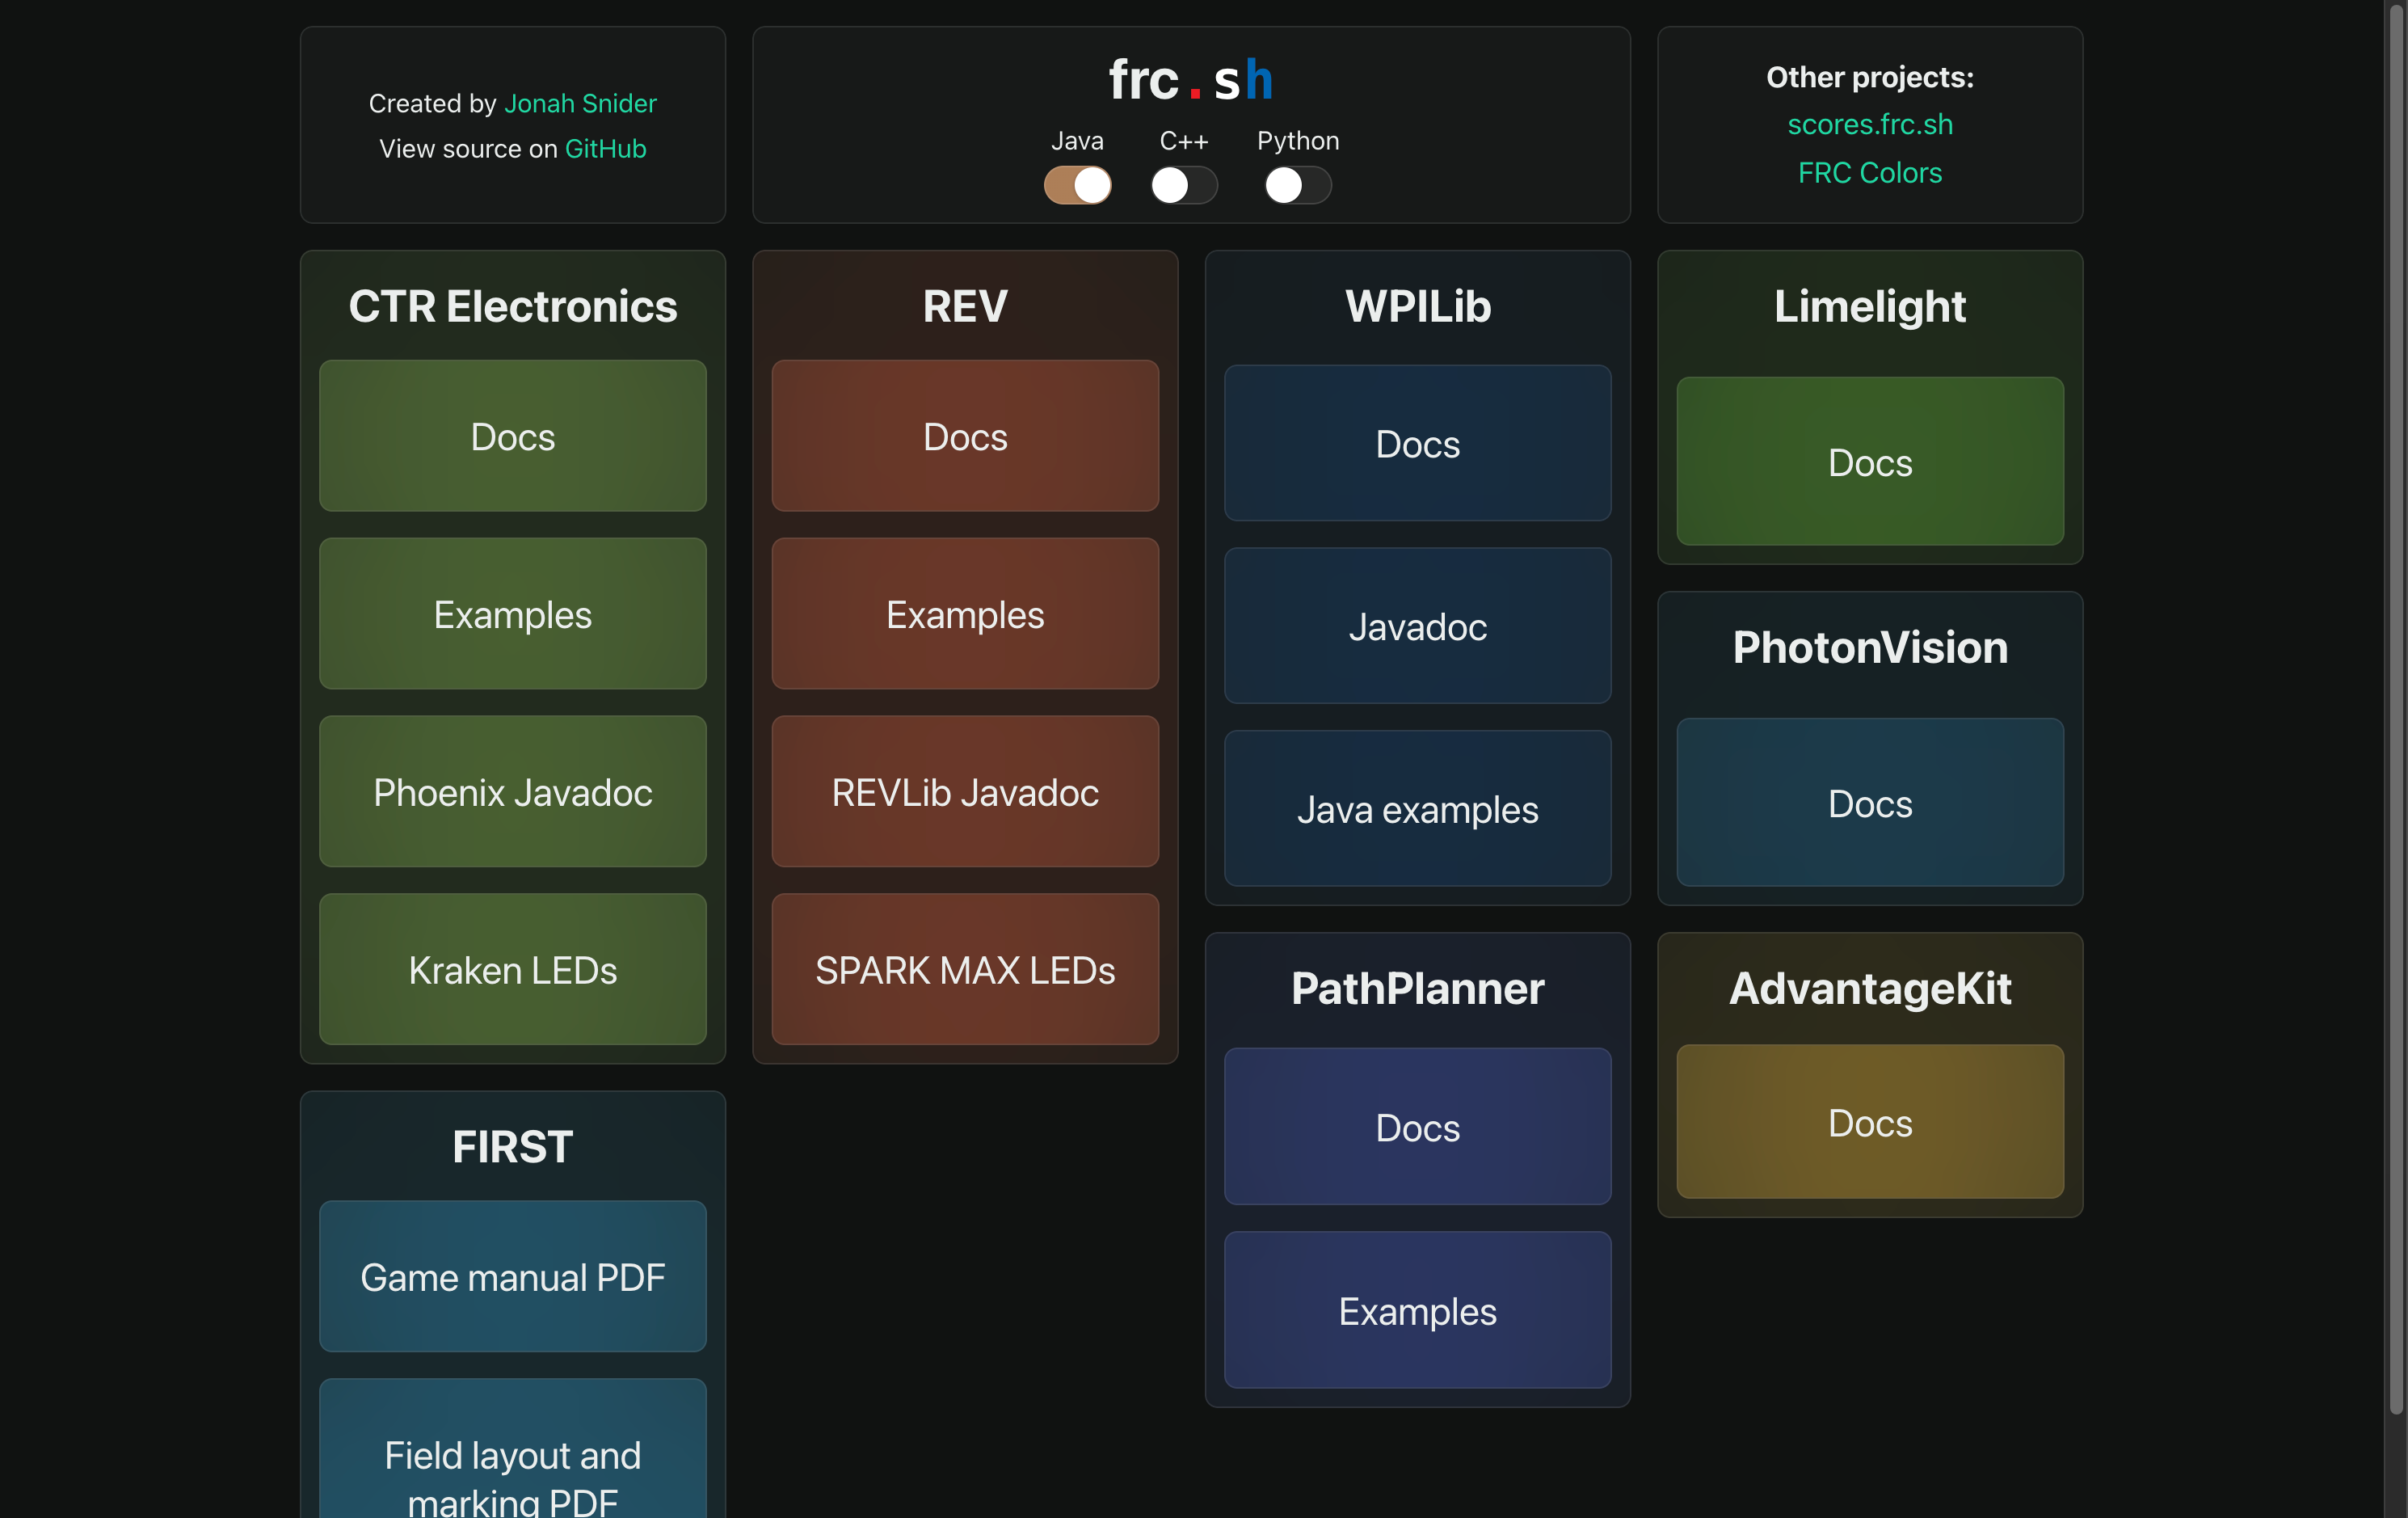 Created by Jonah Snider
View source on GitHub
frc.sh
Java
C++
Python
Other projects:
scores.frc.sh
FRC Colors
CTR Electronics
Docs
Examples
Phoenix Javadoc
Kraken LEDs
REV
Docs
Examples
REVLib Javadoc
SPARK MAX LEDs
WPILib
Docs
Javadoc
Java examples
Limelight
Docs
PhotonVision
Docs
PathPlanner
Docs
Examples
AdvantageKit
Docs
FIRST
Game manual PDF
Field layout and
marking PDF